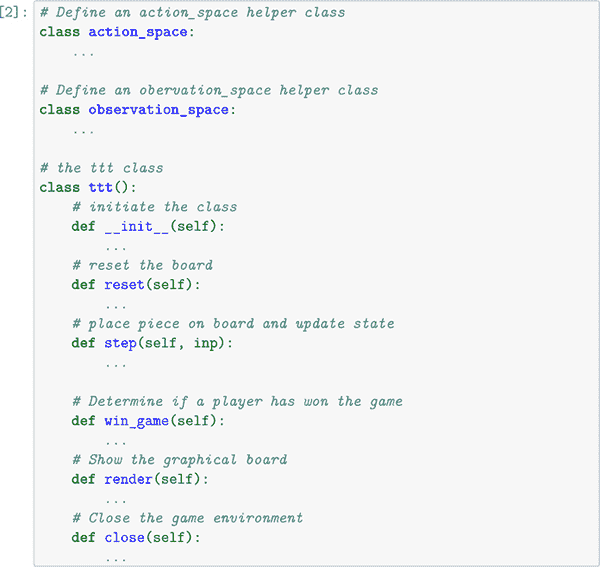 [2]: # Define an action_space helper class
class action_space:
    ...
# Define an obervation_space helper class
class observation_space:
    ...
# the ttt class
class ttt():
    # initiate the class
    def __init__(self):
        ...
    # reset the board
    def reset(self):
        ...
    # place piece on board and update state
    def step(self, inp):
        ...
    # Determine if a player has won the game
    def win_game(self):
        ...
    # Show the graphical board
    def render(self):
        ...
    # Close the game environment
    def close(self):
        ...